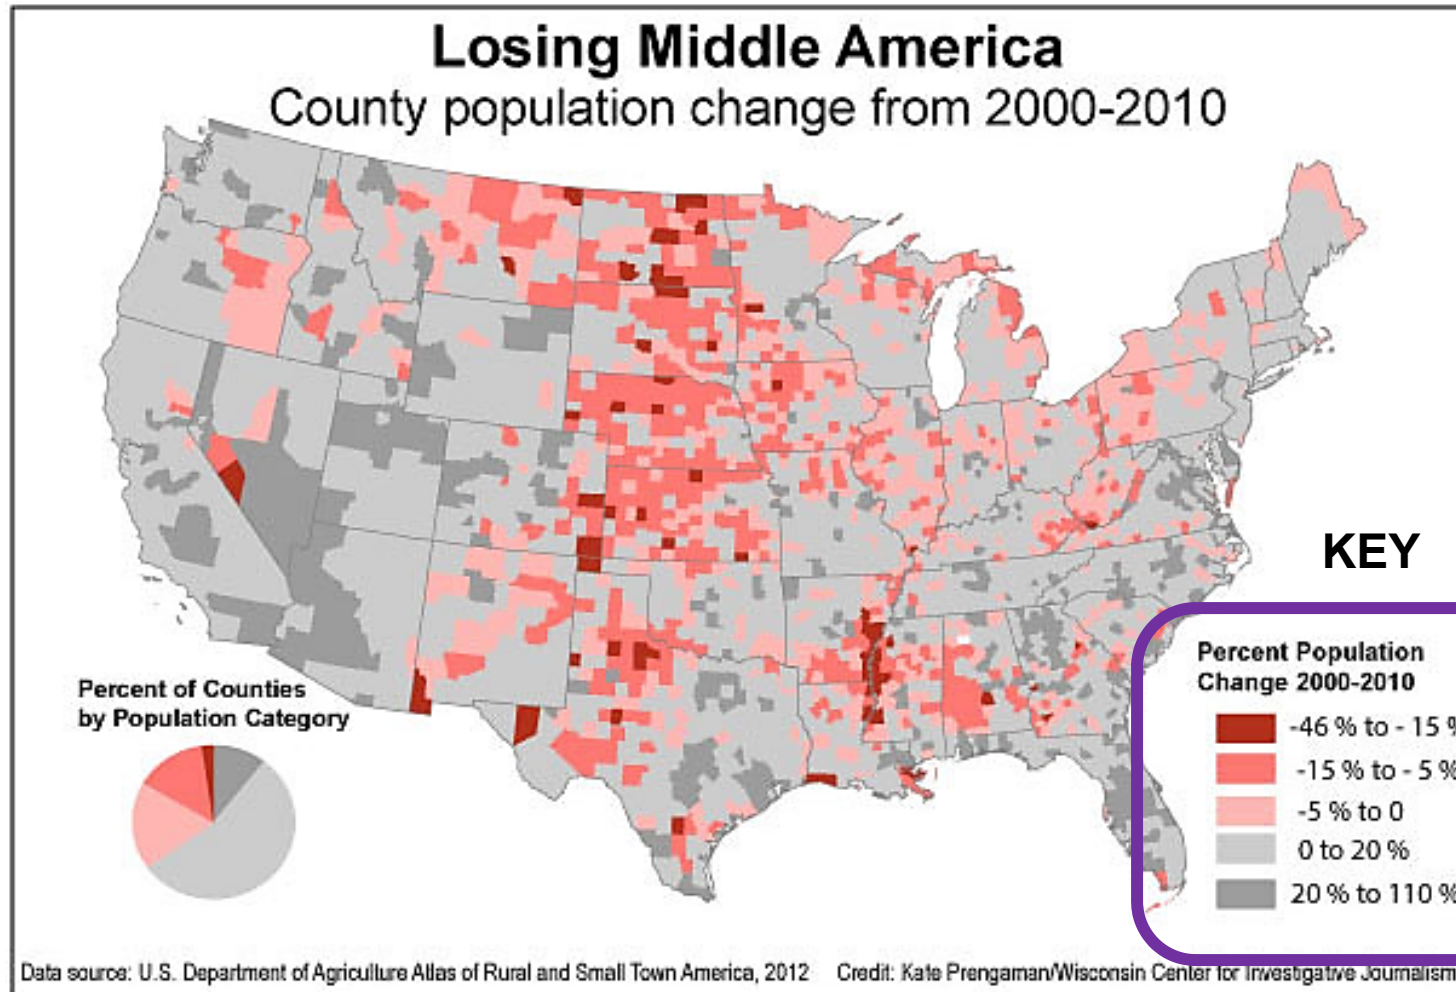 Losing Middle America
County population change from 2000-2010
KEY
Percent Population
Change 2000-2010
-46 % to - 15 %
-15 % to - 5 %
-5 % to 0
0 to 20 %
20 % to 110 %
Percent of Counties
by Population Category
Data source: U.S. Department of Agriculture Atlas of Rural and Small Town America, 2012 Credit: Kate Prengaman/Wisconsin Center for Investigative Journalism